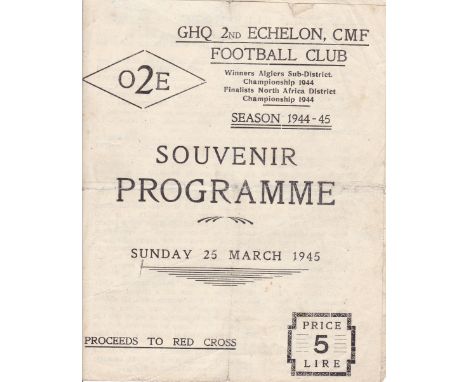 GHQ 2ND ECHELON, CMF
FOOTBALL CLUB
O2E
Winners Algiers Sub-District.
Championship 1944
Finalists North Africa District
Championship 1944
SEASON 1944-45
SOUVENIR
PROGRAMME
SUNDAY 25 MARCH 1945
PROCEEDS TO RED CROSS
PRICE
5
LIRE